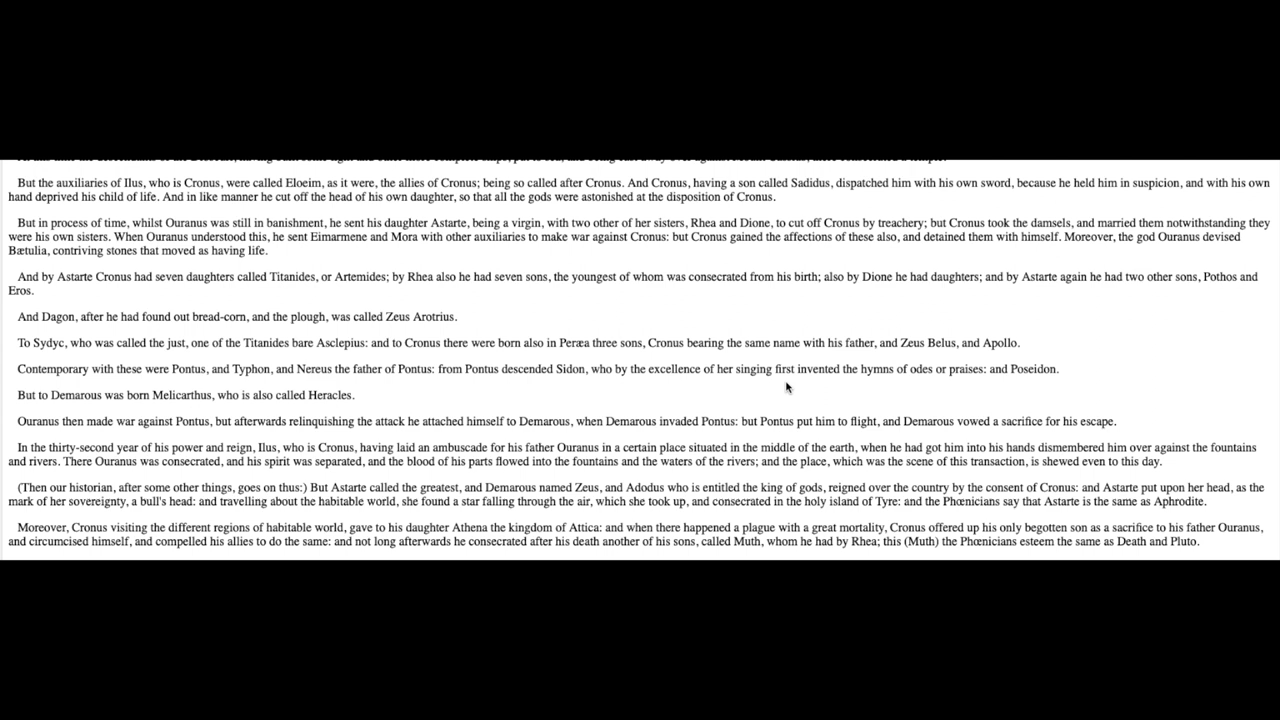 But the auxiliaries of Ilus, who is Cronus, were called Eloeim, as it were, the allies of Cronus; being so called after Cronus. And Cronus, having a son called Sadidus, dispatched him with his own sword, because he held him in suspicion, and with his own
hand deprived his child of life. And in like manner he cut off the head of his own daughter, so that all the gods were astonished at the disposition of Cronus.
But in process of time, whilst Ouranus was still in banishment, he sent his daughter Astarte, being a virgin, with two other of her sisters, Rhea and Dione, to cut off Cronus by treachery; but Cronus took the damsels, and married them notwithstanding they
were his own sisters. When Ouranus understood this, he sent Eimarmene and Mora with other auxiliaries to make war against Cronus: but Cronus gained the affections of these also, and detained them with himself. Moreover, the god Ouranus devised
Bætulia, contriving stones that moved as having life.
And by Astarte Cronus had seven daughters called Titanides, or Artemides; by Rhea also he had seven sons, the youngest of whom was consecrated from his birth; also by Dione he had daughters; and by Astarte again he had two other sons, Pothos and
Eros.
And Dagon, after he had found out bread-corn, and the plough, was called Zeus Arotrius.
To Sydyc, who was called the just, one of the Titanides bare Asclepius: and to Cronus there were born also in Peræa three sons, Cronus bearing the same name with his father, and Zeus Belus, and Apollo.
Contemporary with these were Pontus, and Typhon, and Nereus the father of Pontus: from Pontus descended Sidon, who by the excellence of her singing first invented the hymns of odes or praises: and Poseidon.
But to Demarous was born Melicarthus, who is also called Heracles.
Ouranus then made war against Pontus, but afterwards relinquishing the attack he attached himself to Demarous, when Demarous invaded Pontus: but Pontus put him to flight, and Demarous vowed a sacrifice for his escape.
In the thirty-second year of his power and reign, Ilus, who is Cronus, having laid an ambuscade for his father Ouranus in a certain place situated in the middle of the earth, when he had got him into his hands dismembered him over against the fountains
and rivers. There Ouranus was consecrated, and his spirit was separated, and the blood of his parts flowed into the fountains and the waters of the rivers; and the place, which was the scene of this transaction, is shewed even to this day.
(Then our historian, after some other things, goes on thus:) But Astarte called the greatest, and Demarous named Zeus, and Adodus who is entitled the king of gods, reigned over the country by the consent of Cronus: and Astarte put upon her head, as the
mark of her sovereignty, a bull's head: and travelling about the habitable world, she found a star falling through the air, which she took up, and consecrated in the holy island of Tyre: and the Phœnicians say that Astarte is the same as Aphrodite.
Moreover, Cronus visiting the different regions of habitable world, gave to his daughter Athena the kingdom of Attica: and when there happened a plague with a great mortality, Cronus offered up his only begotten son as a sacrifice to his father Ouranus,
and circumcised himself, and compelled his allies to do the same: and not long afterwards he consecrated after his death another of his sons, called Muth, whom he had by Rhea; this (Muth) the Phœnicians esteem the same as Death and Pluto.